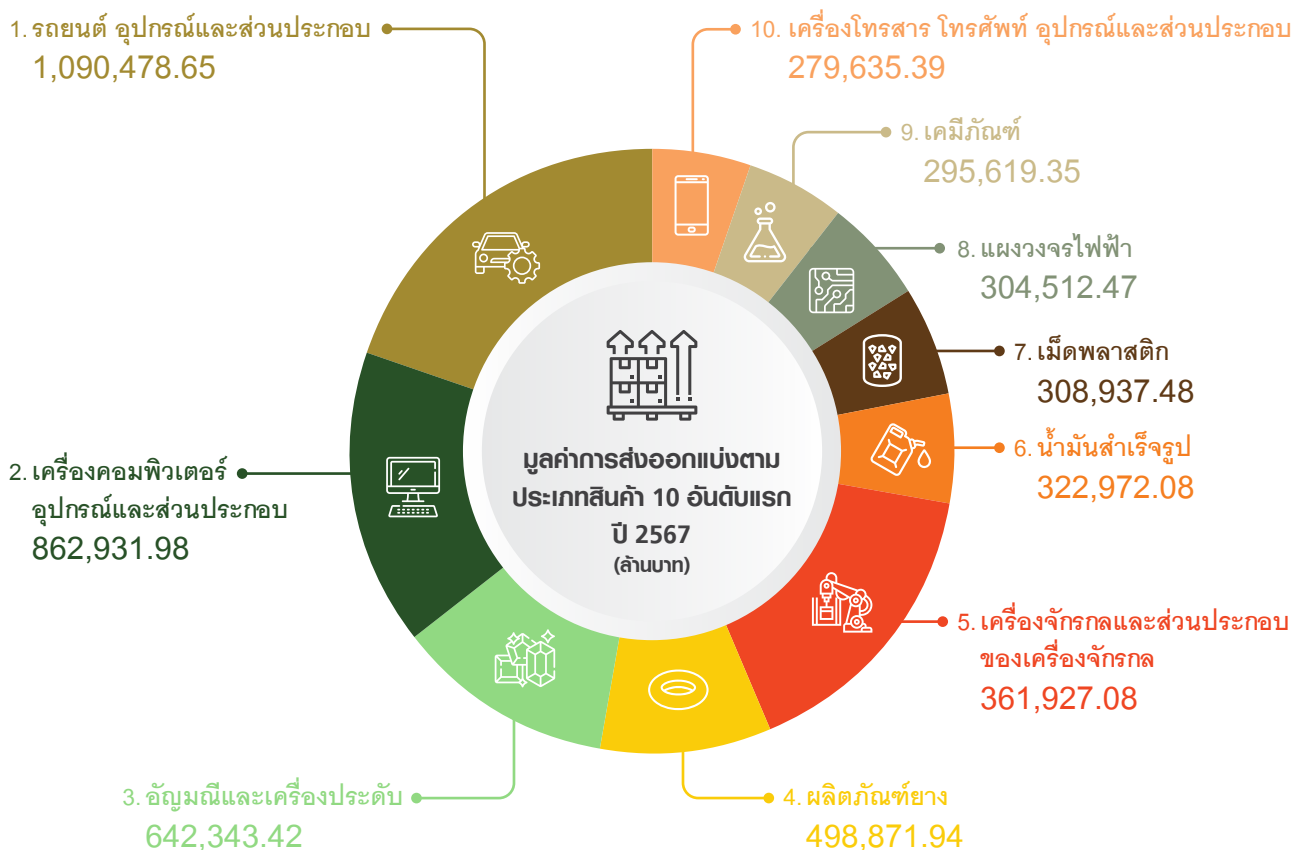 1. รถยนต์ อุปกรณ์และส่วนประกอบ
1,090,478.65
10. เครื่องโทรสาร โทรศัพท์ อุปกรณ์และส่วนประกอบ
279,635.39
9. เคมีภัณฑ์
295,619.35
8. แผงวงจรไฟฟ้า
304,512.47
7. เม็ดพลาสติก
308,937.48
6. น้ำมันสำเร็จรูป
322,972.08
มูลค่าการส่งออกแบ่งตาม
ประเภทสินค้า 10 อันดับแรก
ปี 2567
(ล้านบาท)
2. เครื่องคอมพิวเตอร์
อุปกรณ์และส่วนประกอบ
862,931.98
5. เครื่องจักรกลและส่วนประกอบ
ของเครื่องจักรกล
361,927.08
3. อัญมณีและเครื่องประดับ
642,343.42
4. ผลิตภัณฑ์ยาง
498,871.94